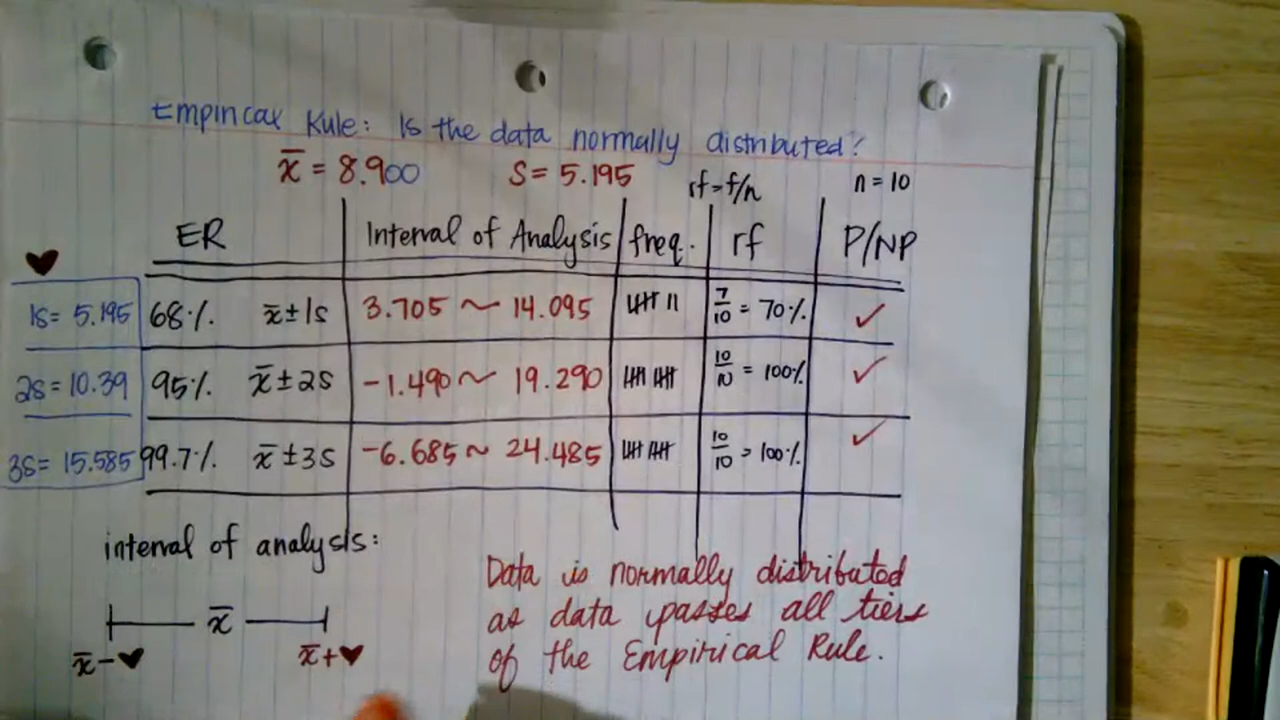 Empirical Rule: Is the data normally distributed?
x̄ = 8.900 S = 5.195 rf = f/n n = 10
ER Interval of Analysis freq. rf P/NP
♥
1S = 5.195 68% x̄ ± 1S 3.705 ~ 14.095 𝍸 II 7/10 = 70% ✓
2S = 10.39 95% x̄ ± 2S -1.490 ~ 19.290 𝍸 𝍸 10/10 = 100% ✓
3S = 15.585 99.7% x̄ ± 3S -6.685 ~ 24.485 𝍸 𝍸 10/10 = 100% ✓
interval of analysis:
x̄
x̄ - ♥ x̄ + ♥
Data is normally distributed
as data passes all tiers
of the Empirical Rule.